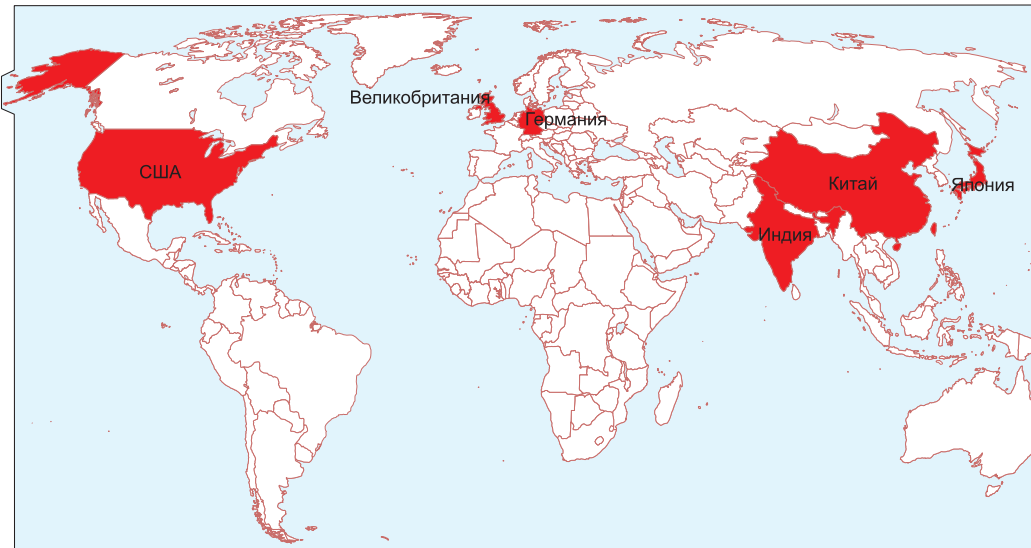 Великобритания
Германия
США
Китай
Япония
Индия